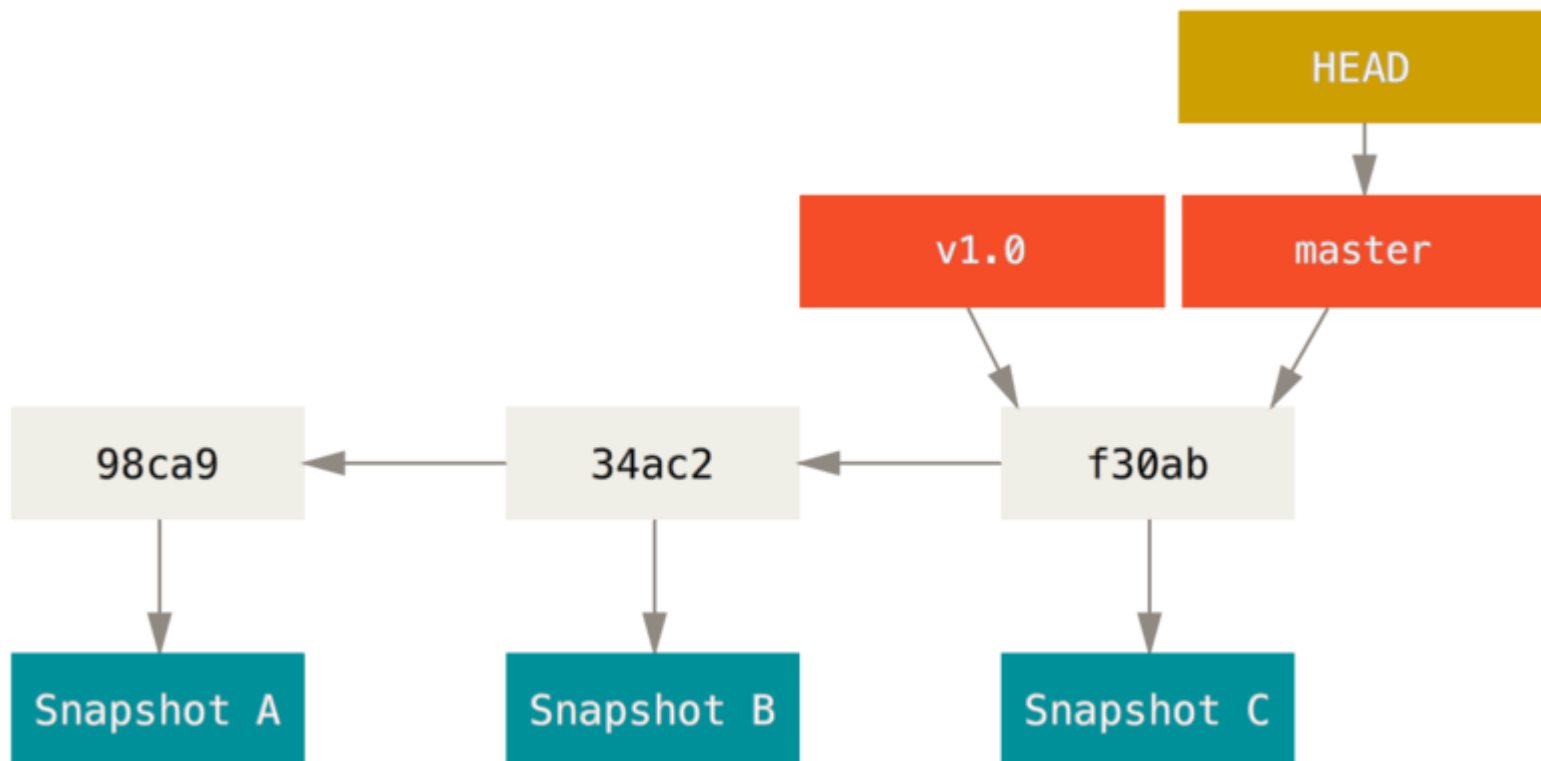 HEAD
v1.0
master
98ca9
34ac2
f30ab
Snapshot A
Snapshot B
Snapshot C